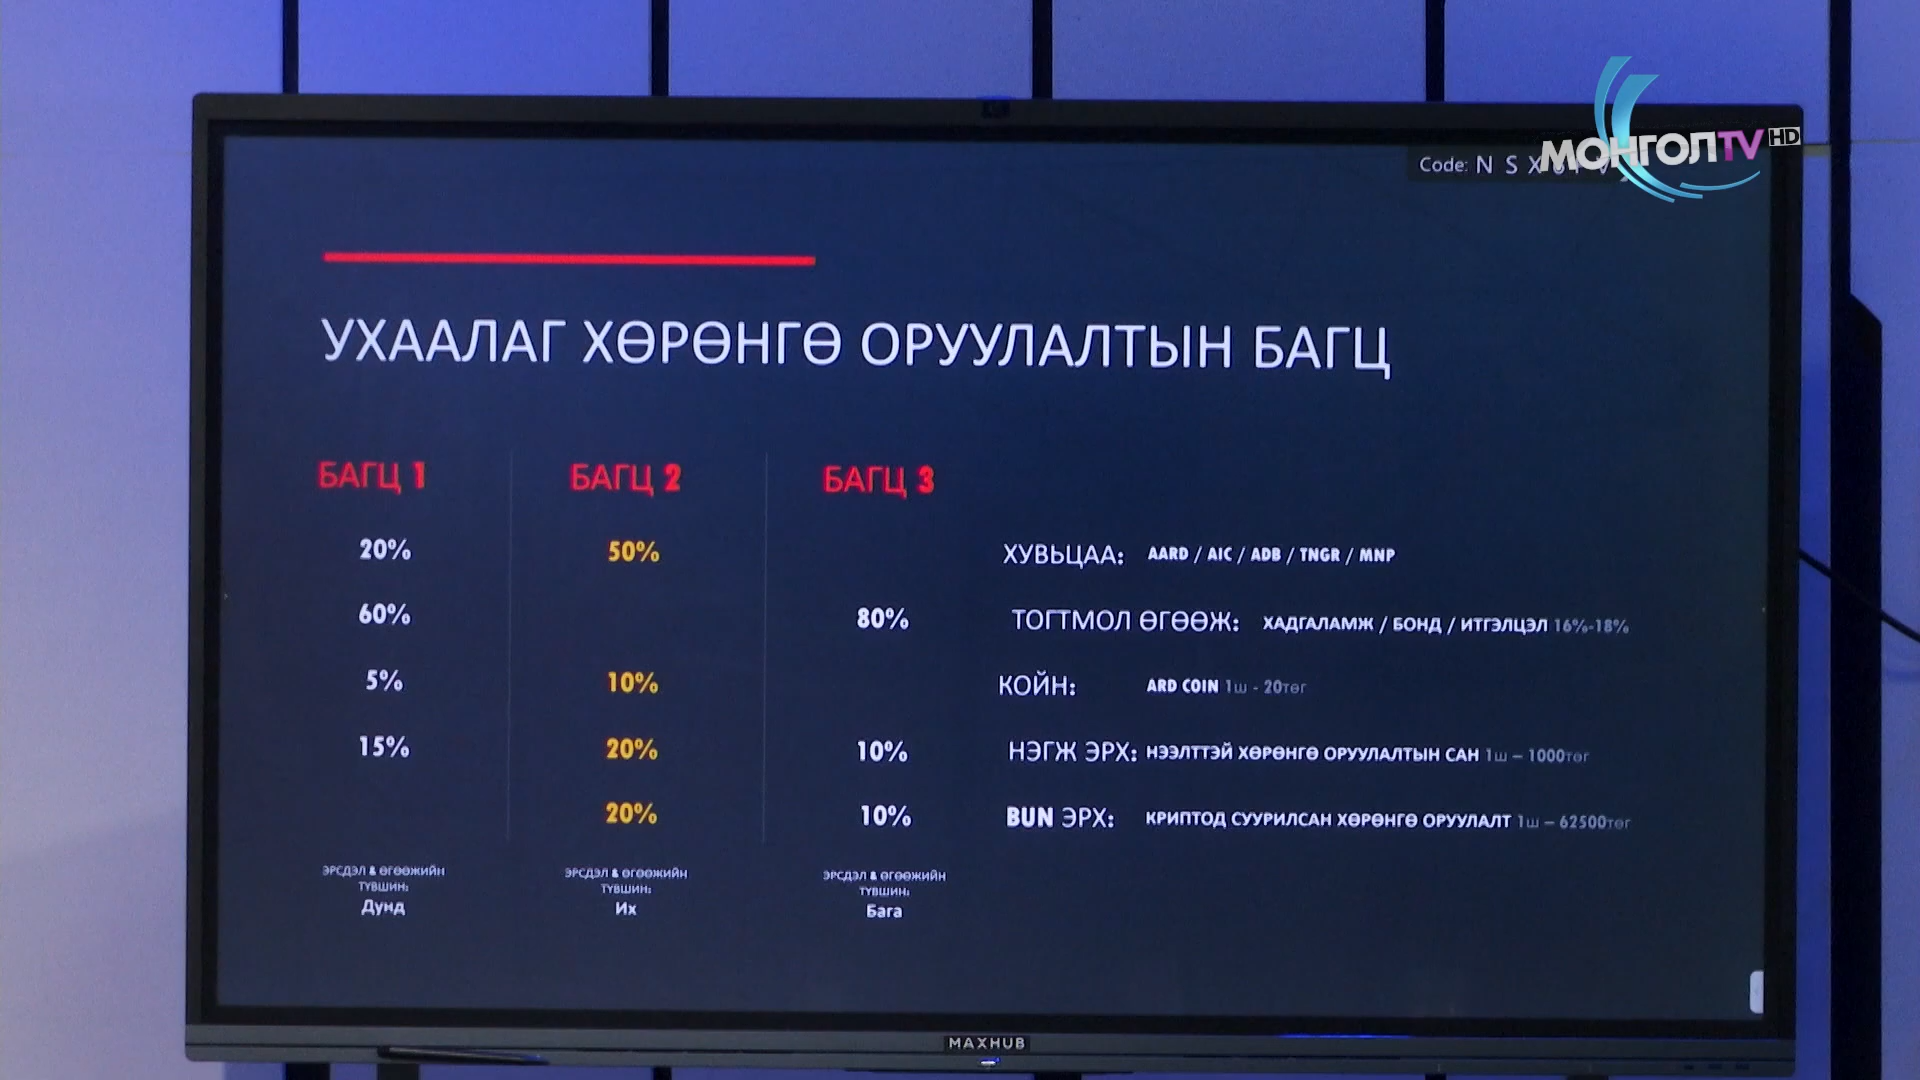 МОНГОЛTV HD
Code: N S X
УХААЛАГ ХӨРӨНГӨ ОРУУЛАЛТЫН БАГЦ
БАГЦ 1 БАГЦ 2 БАГЦ 3
20% 50% ХУВЬЦАА: AARD / AIC / ADB / TNGR / MNP
60% 80% ТОГТМОЛ ӨГӨӨЖ: ХАДГАЛАМЖ / БОНД / ИТГЭЛЦЭЛ 16%-18%
5% 10% КОЙН: ARD COIN 1ш - 20төг
15% 20% 10% НЭГЖ ЭРХ: НЭЭЛТТЭЙ ХӨРӨНГӨ ОРУУЛАЛТЫН САН 1ш – 1000төг
20% 10% BUN ЭРХ: КРИПТОД СУУРИЛСАН ХӨРӨНГӨ ОРУУЛАЛТ 1ш – 62500төг
ЭРСДЭЛ & ӨГӨӨЖИЙН ЭРСДЭЛ & ӨГӨӨЖИЙН ЭРСДЭЛ & ӨГӨӨЖИЙН
ТҮВШИН: ТҮВШИН: ТҮВШИН:
Дунд Их Бага
MAXHUB